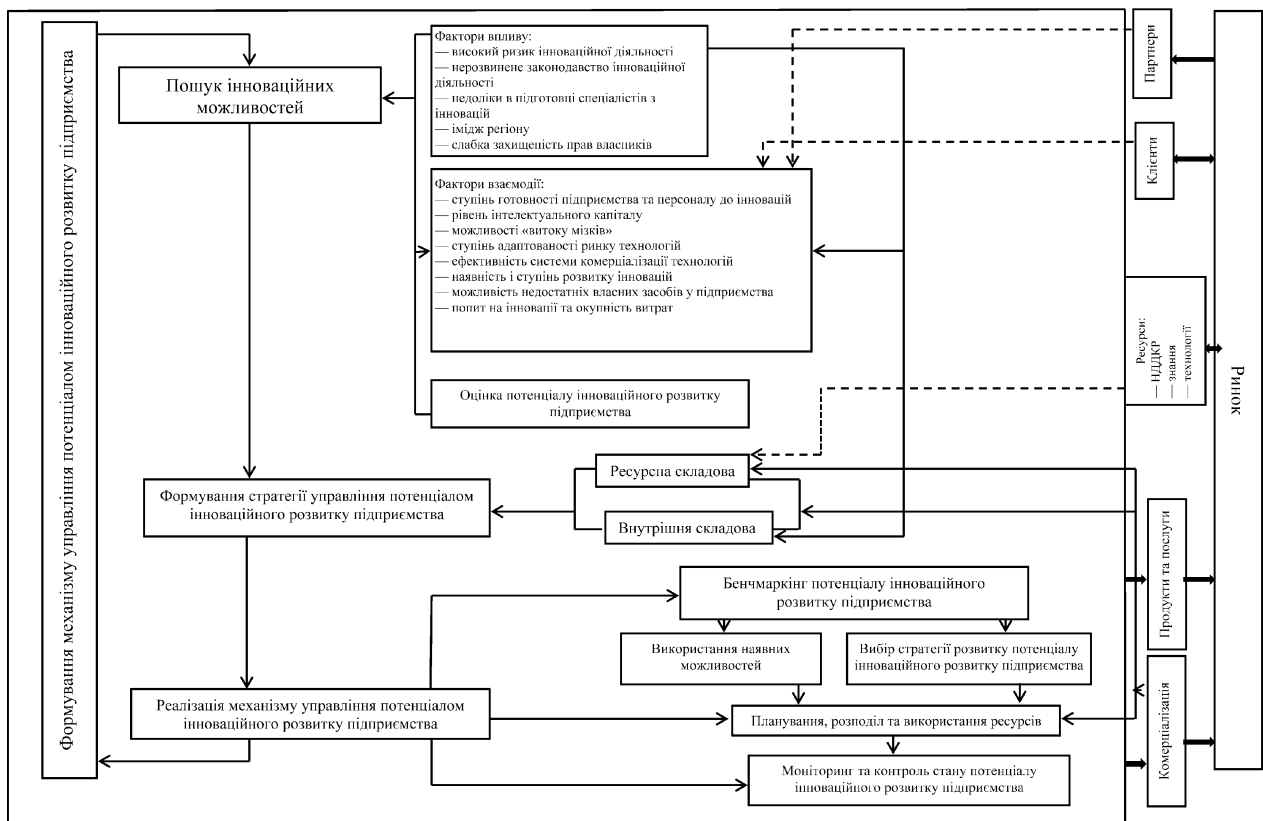 Формування механізму управління потенціалом інноваційного розвитку підприємства
Пошук інноваційних
можливостей
Фактори впливу:
— високий ризик інноваційної діяльності
— нерозвинене законодавство інноваційної
діяльності
— недоліки в підготовці спеціалістів з
інновацій
— імідж регіону
— слабка захищеність прав власників
Фактори взаємодії:
— ступінь готовності підприємства та персоналу до інновацій
— рівень інтелектуального капіталу
— можливості «витоку мізків»
— ступінь адаптованості ринку технологій
— ефективність системи комерціалізації технологій
— наявність і ступінь розвитку інновацій
— можливість недостатніх власних засобів у підприємства
— попит на інновації та окупність витрат
Оцінка потенціалу інноваційного розвитку
підприємства
Формування стратегії управління потенціалом
інноваційного розвитку підприємства
Ресурсна складова
Внутрішня складова
Бенчмаркінг потенціалу інноваційного
розвитку підприємства
Використання наявних
можливостей
Вибір стратегії розвитку потенціалу
інноваційного розвитку підприємства
Реалізація механізму управління потенціалом
інноваційного розвитку підприємства
Планування, розподіл та використання ресурсів
Моніторинг та контроль стану потенціалу
інноваційного розвитку підприємства
Партнери
Клієнти
Ресурси:
— НДДКР
— знання
— технології
Продукти та послуги
Комерціалізація
Ринок